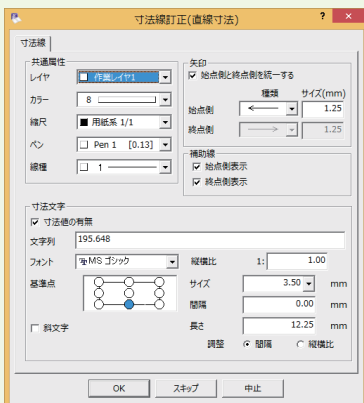 寸法線訂正(直線寸法)
寸法線
共通属性
レイヤ 作業レイヤ1
カラー 8
縮尺 用紙系 1/1
ペン Pen 1 [0.13]
線種 1
矢印
始点側と終点側を統一する
種類 サイズ(mm)
始点側 1.25
終点側 1.25
補助線
始点側表示
終点側表示
寸法文字
寸法値の有無
文字列 195.648
フォント MS ゴシック
縦横比 1: 1.00
基準点
サイズ 3.50 mm
間隔 0.00 mm
斜文字
長さ 12.25 mm
調整 間隔 縦横比
OK スキップ 中止